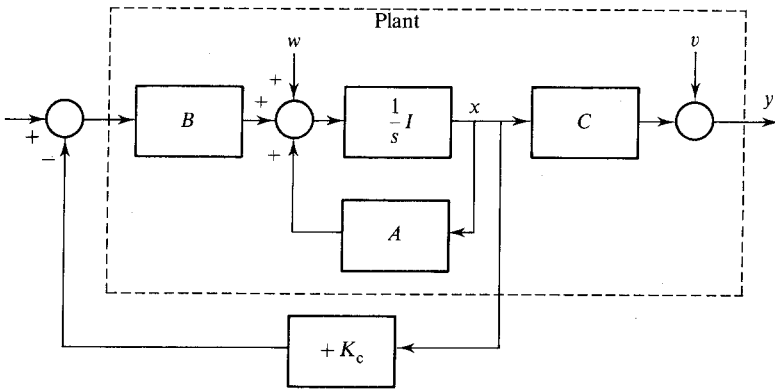 Plant
w
v
+
+
B
+
1/s I
x
C
y
+
−
+
A
+ K_c